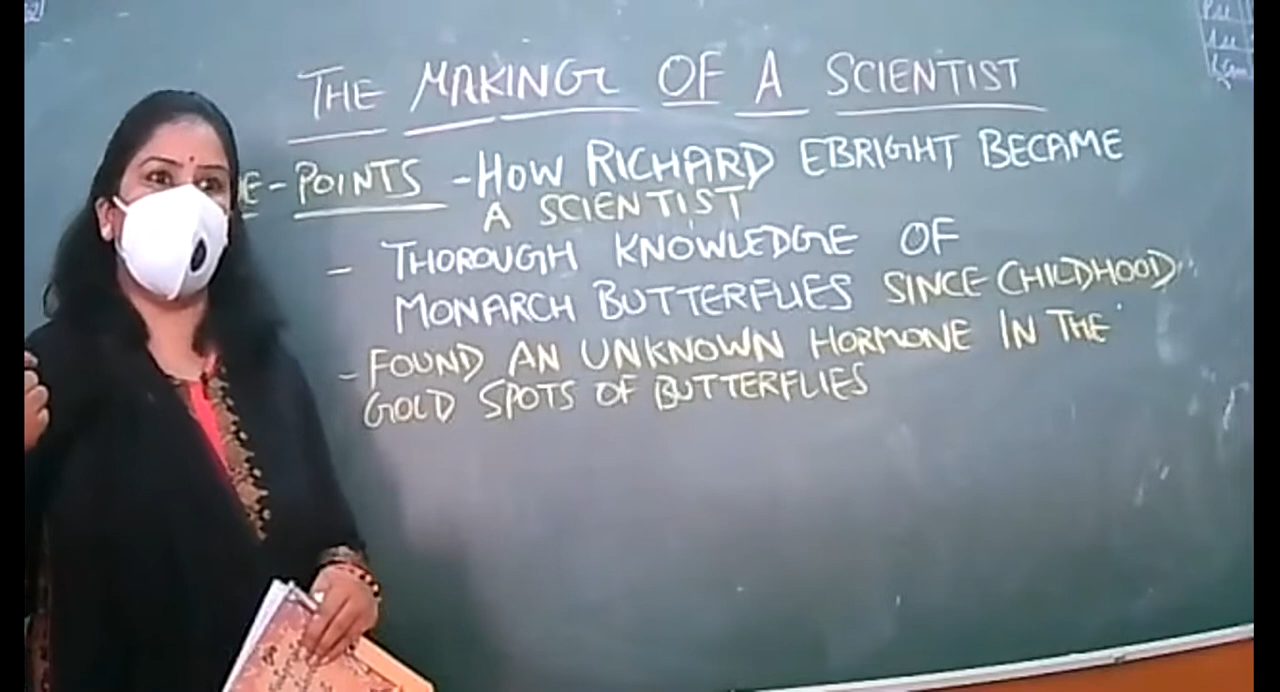 THE MAKING OF A SCIENTIST
E-POINTS - HOW RICHARD EBRIGHT BECAME
A SCIENTIST
- THOROUGH KNOWLEDGE OF
MONARCH BUTTERFLIES SINCE CHILDHOOD
- FOUND AN UNKNOWN HORMONE IN THE
GOLD SPOTS OF BUTTERFLIES